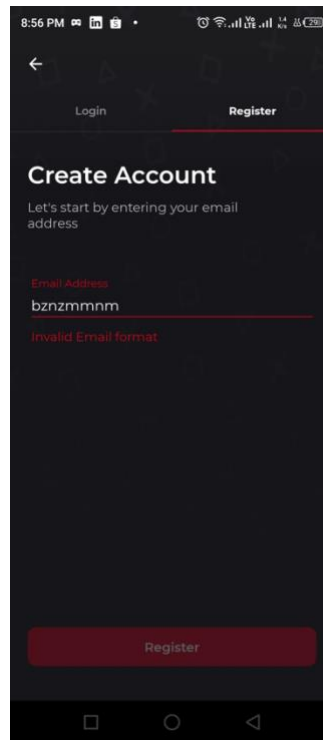 8:56 PM
Login
Register
Create Account
Let's start by entering your email
address
Email Address
bznzmmnm
Invalid Email format
Register